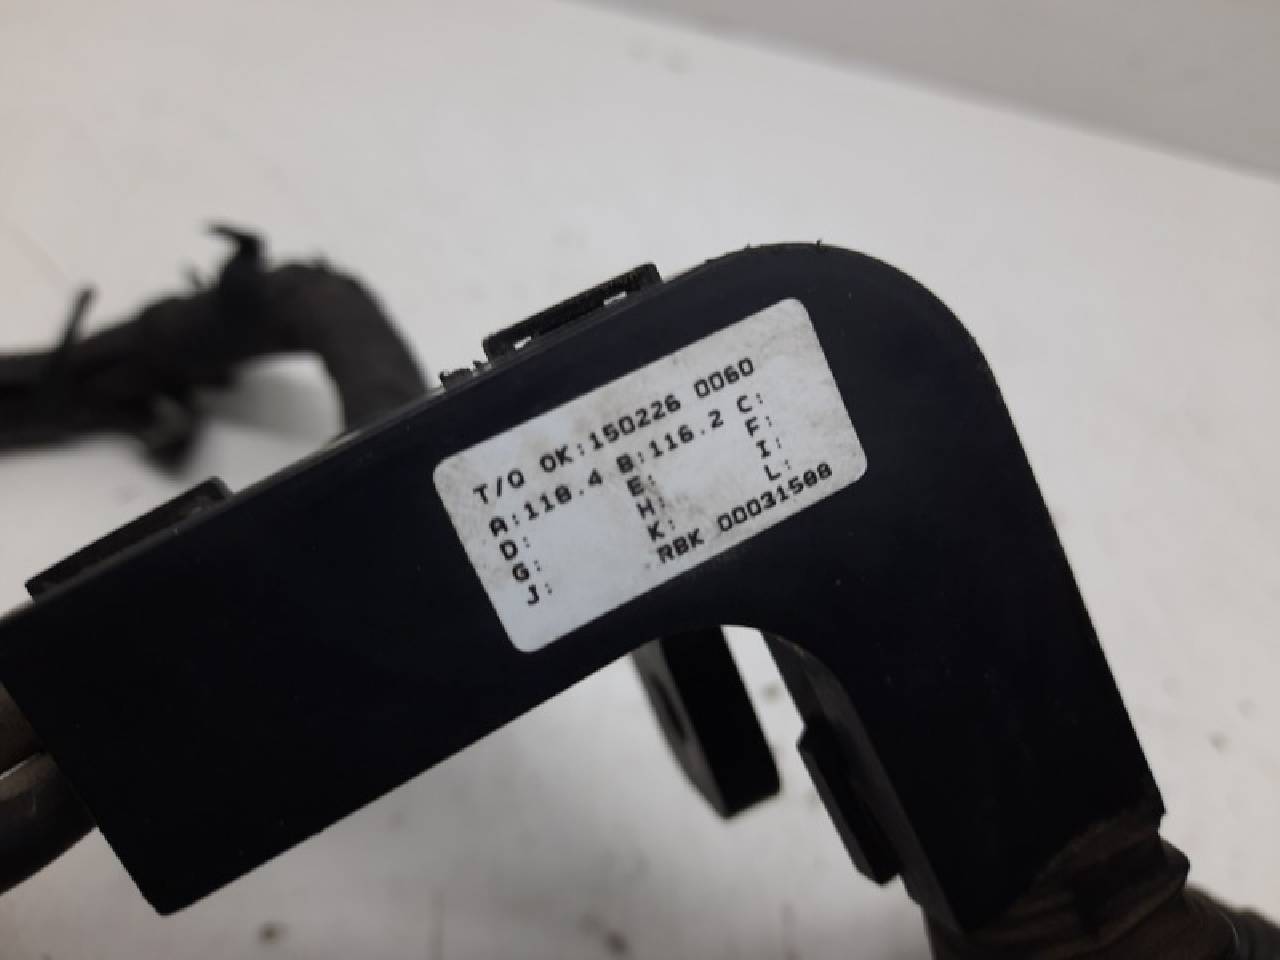 T/Q OK:150226 0060
A:118.4 B:116.2 C:
D: E: F:
G: H: I:
J: K: L:
RBK 00031588